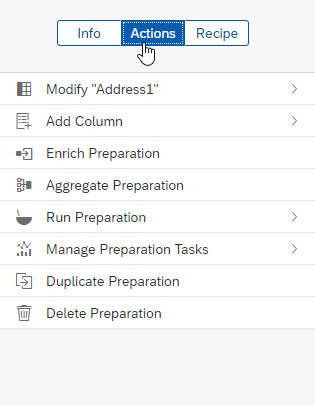 Info Actions Recipe
Modify "Address1"
Add Column
Enrich Preparation
Aggregate Preparation
Run Preparation
Manage Preparation Tasks
Duplicate Preparation
Delete Preparation